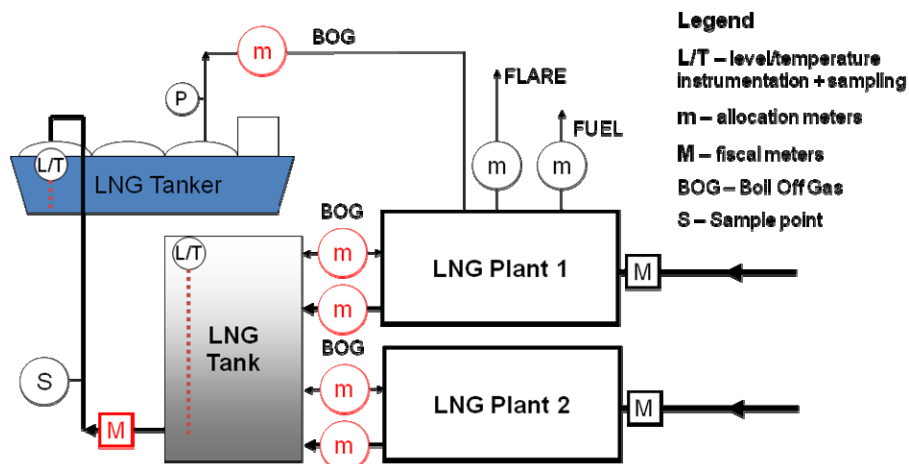 BOG
m
P
FLARE
FUEL
m
m
L/T
LNG Tanker
BOG
L/T
m
LNG Plant 1
M
m
LNG
Tank
BOG
S
m
LNG Plant 2
M
M
m
Legend
L/T – level/temperature
instrumentation + sampling
m – allocation meters
M – fiscal meters
BOG – Boil Off Gas
S – Sample point